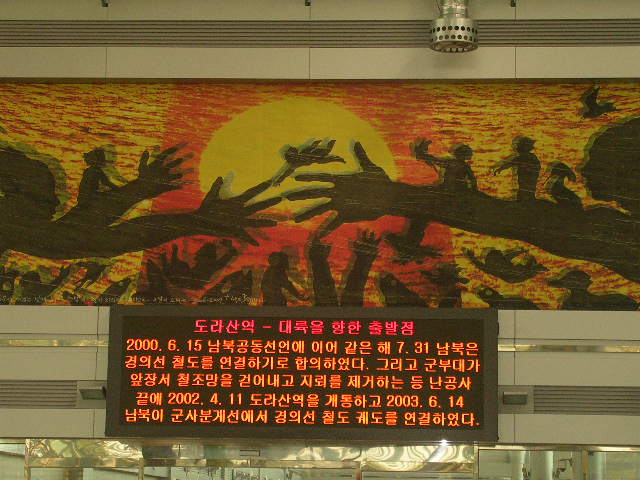 도라산역 - 대륙을 향한 출발점
2000. 6. 15 남북공동선언에 이어 같은 해 7. 31 남북은
경의선 철도를 연결하기로 합의하였다. 그리고 군부대가
앞장서 철조망을 걷어내고 지뢰를 제거하는 등 난공사
끝에 2002. 4. 11 도라산역을 개통하고 2003. 6. 14
남북이 군사분계선에서 경의선 철도 궤도를 연결하였다.